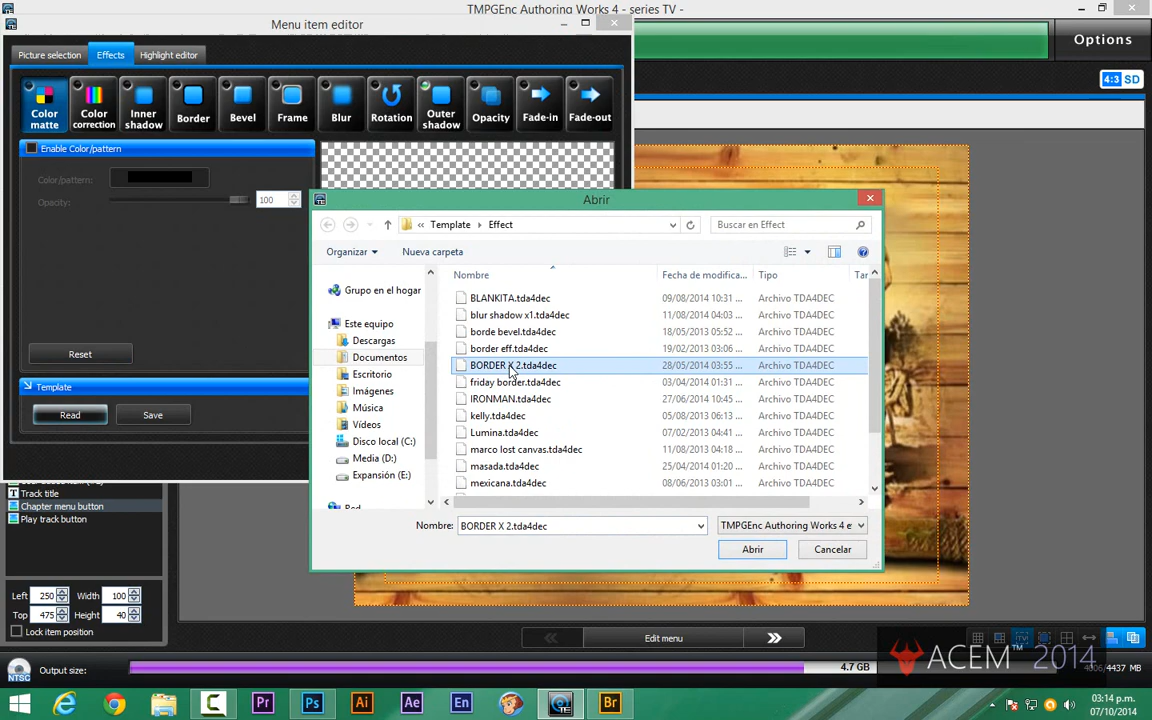 TMPGEnc Authoring Works 4 - series TV -
Menu item editor
Options
Picture selection
Effects
Highlight editor
4:3 SD
Color matte
Color correction
Inner shadow
Border
Bevel
Frame
Blur
Rotation
Outer shadow
Opacity
Fade-in
Fade-out
Enable Color/pattern
Color/pattern:
Opacity:
100
Reset
Template
Read
Save
Abrir
« Template
Effect
Buscar en Effect
Organizar
Nueva carpeta
Grupo en el hogar
Este equipo
Descargas
Documentos
Escritorio
Imágenes
Música
Vídeos
Disco local (C:)
Media (D:)
Expansión (E:)
Red
Nombre
Fecha de modifica...
Tipo
Tar
BLANKITA.tda4dec 09/08/2014 10:31 ... Archivo TDA4DEC
blur shadow x1.tda4dec 11/08/2014 04:03 ... Archivo TDA4DEC
borde bevel.tda4dec 18/05/2013 05:52 ... Archivo TDA4DEC
border eff.tda4dec 19/02/2013 03:06 ... Archivo TDA4DEC
BORDER X 2.tda4dec 28/05/2014 03:55 ... Archivo TDA4DEC
friday border.tda4dec 03/04/2014 01:31 ... Archivo TDA4DEC
IRONMAN.tda4dec 27/06/2014 10:45 ... Archivo TDA4DEC
kelly.tda4dec 05/08/2013 06:13 ... Archivo TDA4DEC
Lumina.tda4dec 07/02/2013 04:41 ... Archivo TDA4DEC
marco lost canvas.tda4dec 11/08/2013 04:18 ... Archivo TDA4DEC
masada.tda4dec 25/04/2014 01:20 ... Archivo TDA4DEC
mexicana.tda4dec 08/06/2013 03:01 ... Archivo TDA4DEC
Nombre:
BORDER X 2.tda4dec
TMPGEnc Authoring Works 4 e
Abrir
Cancelar
Track title
Chapter menu button
Play track button
Left 250 Width 100
Top 475 Height 40
Lock item position
Edit menu
NTSC
Output size:
4.7 GB
/4437 MB
ACEM™ 2014
Pr
Ps
Ai
Ae
En
Br
03:14 p.m.
07/10/2014